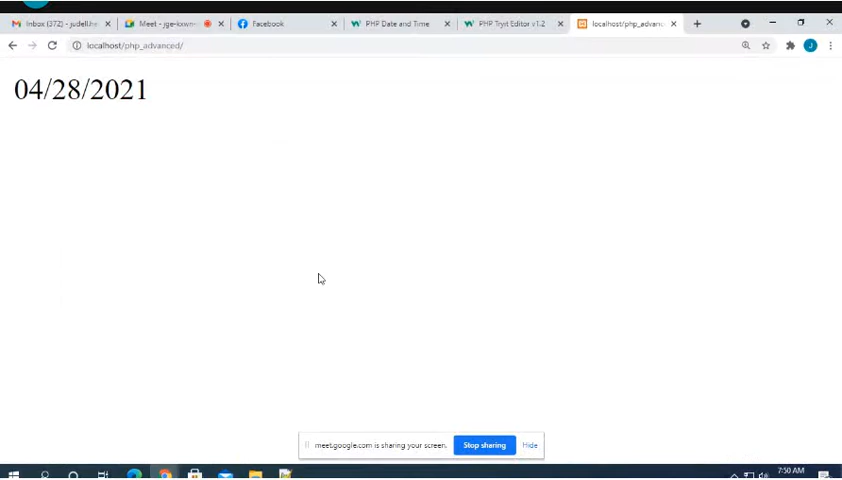 Inbox (372) - judell.he
Meet - jge-kxwm
Facebook
PHP Date and Time
PHP Tryit Editor v1.2
localhost/php_advanc
localhost/php_advanced/
J
04/28/2021
meet.google.com is sharing your screen.
Stop sharing
Hide
7:50 AM